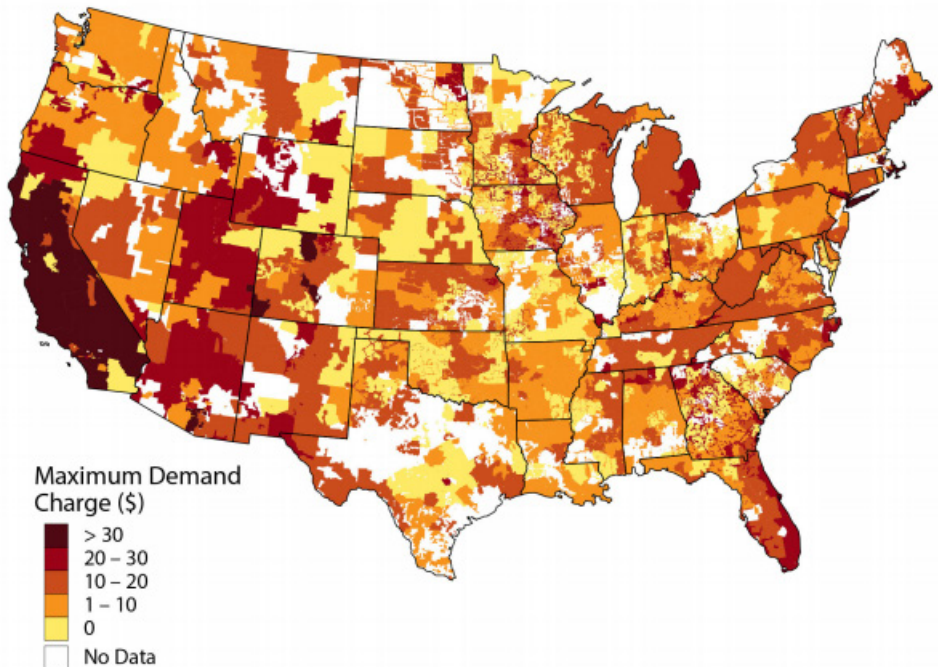 Maximum Demand
Charge ($)
> 30
20 – 30
10 – 20
1 – 10
0
No Data